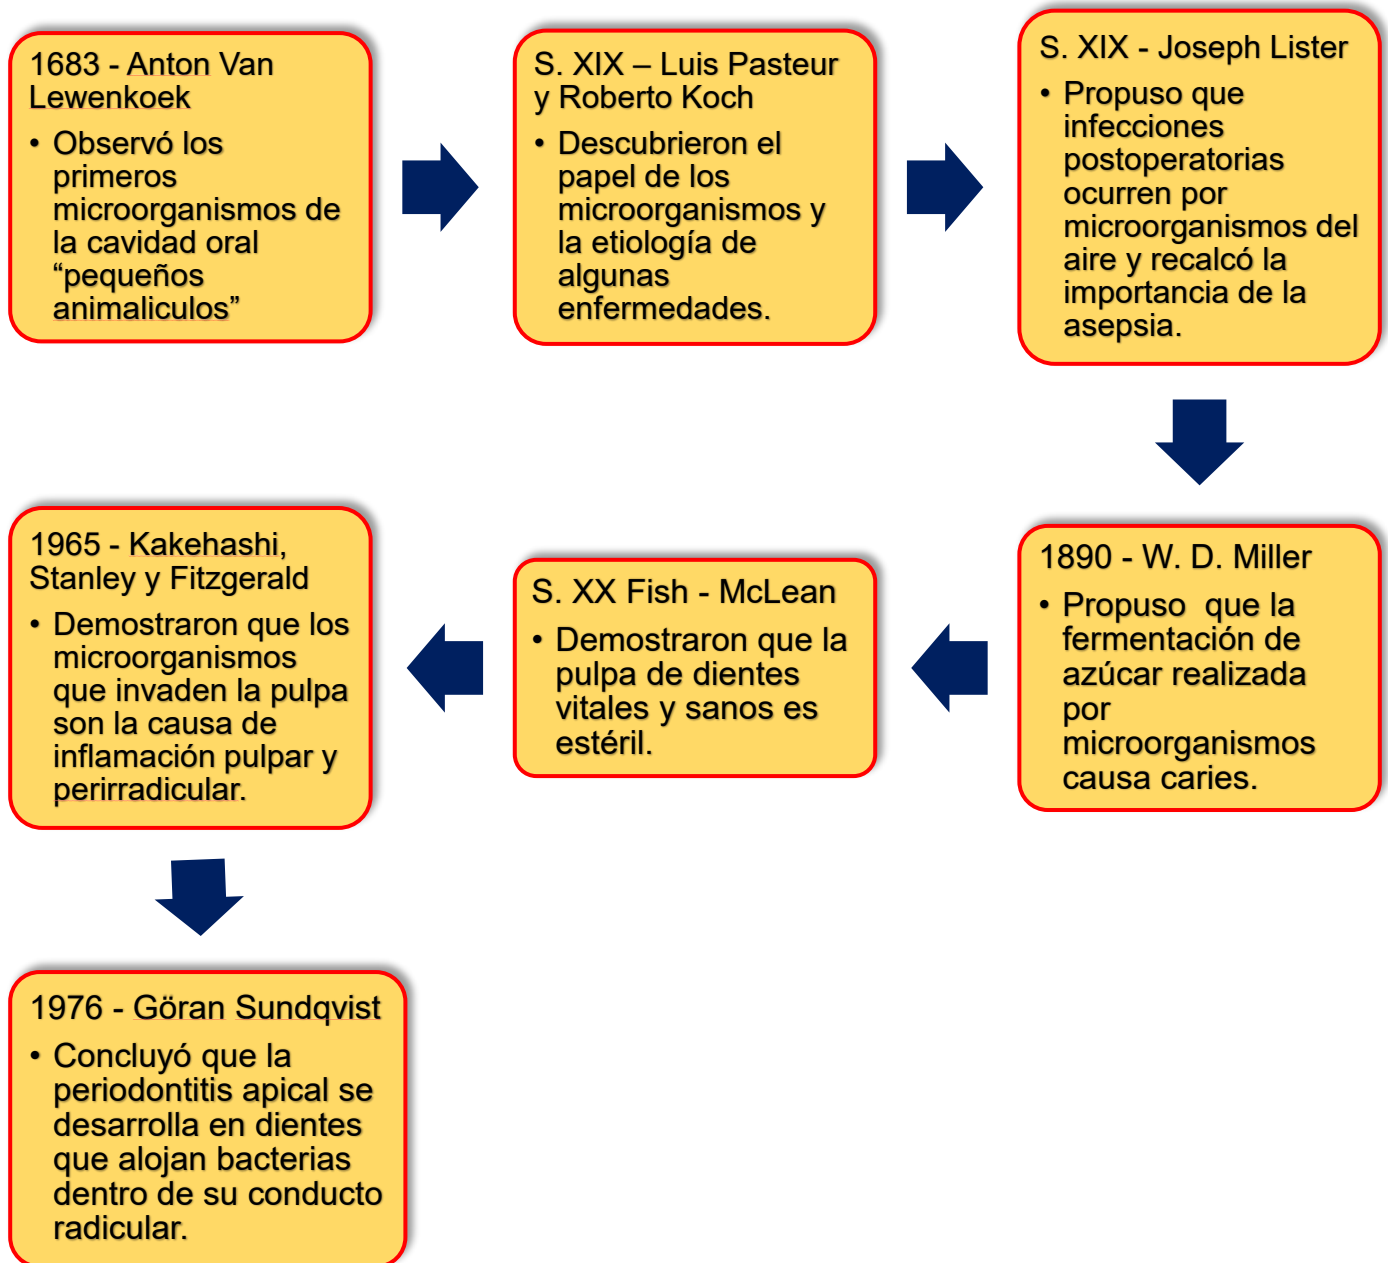 1683 - Anton Van
Lewenkoek
• Observó los
primeros
microorganismos de
la cavidad oral
“pequeños
animaliculos”
S. XIX – Luis Pasteur
y Roberto Koch
• Descubrieron el
papel de los
microorganismos y
la etiología de
algunas
enfermedades.
S. XIX - Joseph Lister
• Propuso que
infecciones
postoperatorias
ocurren por
microorganismos del
aire y recalcó la
importancia de la
asepsia.
1890 - W. D. Miller
• Propuso que la
fermentación de
azúcar realizada
por
microorganismos
causa caries.
S. XX Fish - McLean
• Demostraron que la
pulpa de dientes
vitales y sanos es
estéril.
1965 - Kakehashi,
Stanley y Fitzgerald
• Demostraron que los
microorganismos
que invaden la pulpa
son la causa de
inflamación pulpar y
perirradicular.
1976 - Göran Sundqvist
• Concluyó que la
periodontitis apical se
desarrolla en dientes
que alojan bacterias
dentro de su conducto
radicular.